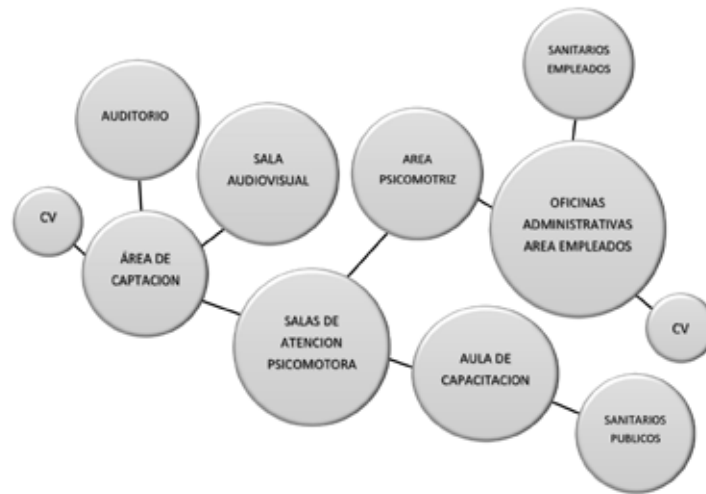 SANITARIOS
EMPLEADOS
AUDITORIO
SALA
AUDIOVISUAL
AREA
PSICOMOTRIZ
OFICINAS
ADMINISTRATIVAS
AREA EMPLEADOS
CV
ÁREA DE
CAPTACION
SALAS DE
ATENCION
PSICOMOTORA
CV
AULA DE
CAPACITACION
SANITARIOS
PUBLICOS